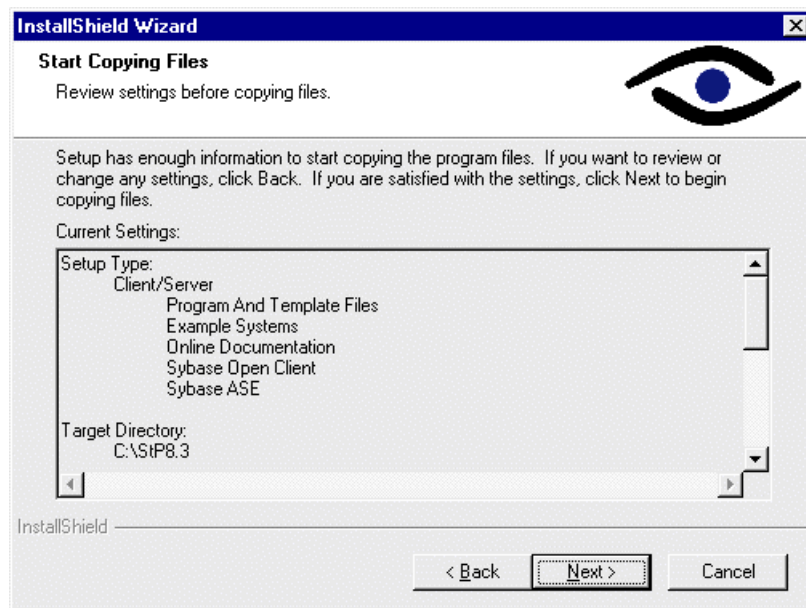 InstallShield Wizard
Start Copying Files
Review settings before copying files.
Setup has enough information to start copying the program files.  If you want to review or
change any settings, click Back.  If you are satisfied with the settings, click Next to begin
copying files.
Current Settings:
Setup Type:
Client/Server
Program And Template Files
Example Systems
Online Documentation
Sybase Open Client
Sybase ASE
Target Directory:
C:\StP8.3
InstallShield
< Back
Next >
Cancel